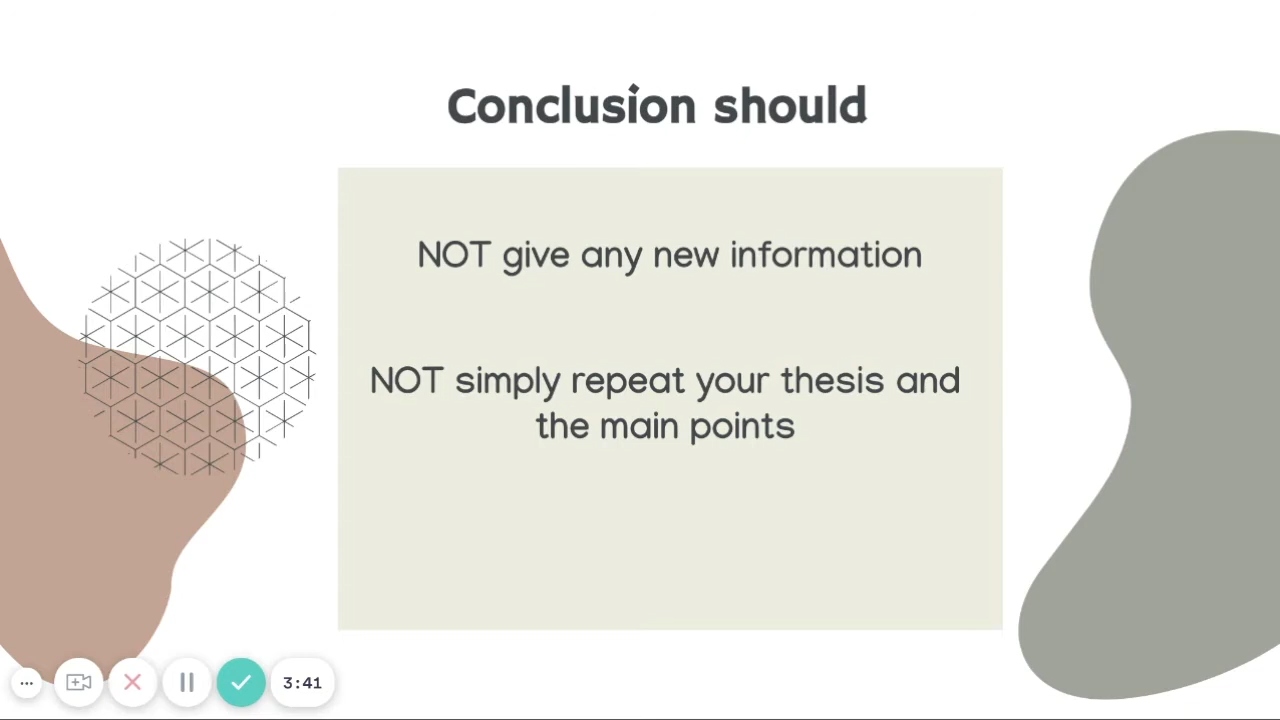 Conclusion should
NOT give any new information
NOT simply repeat your thesis and
the main points
3:41